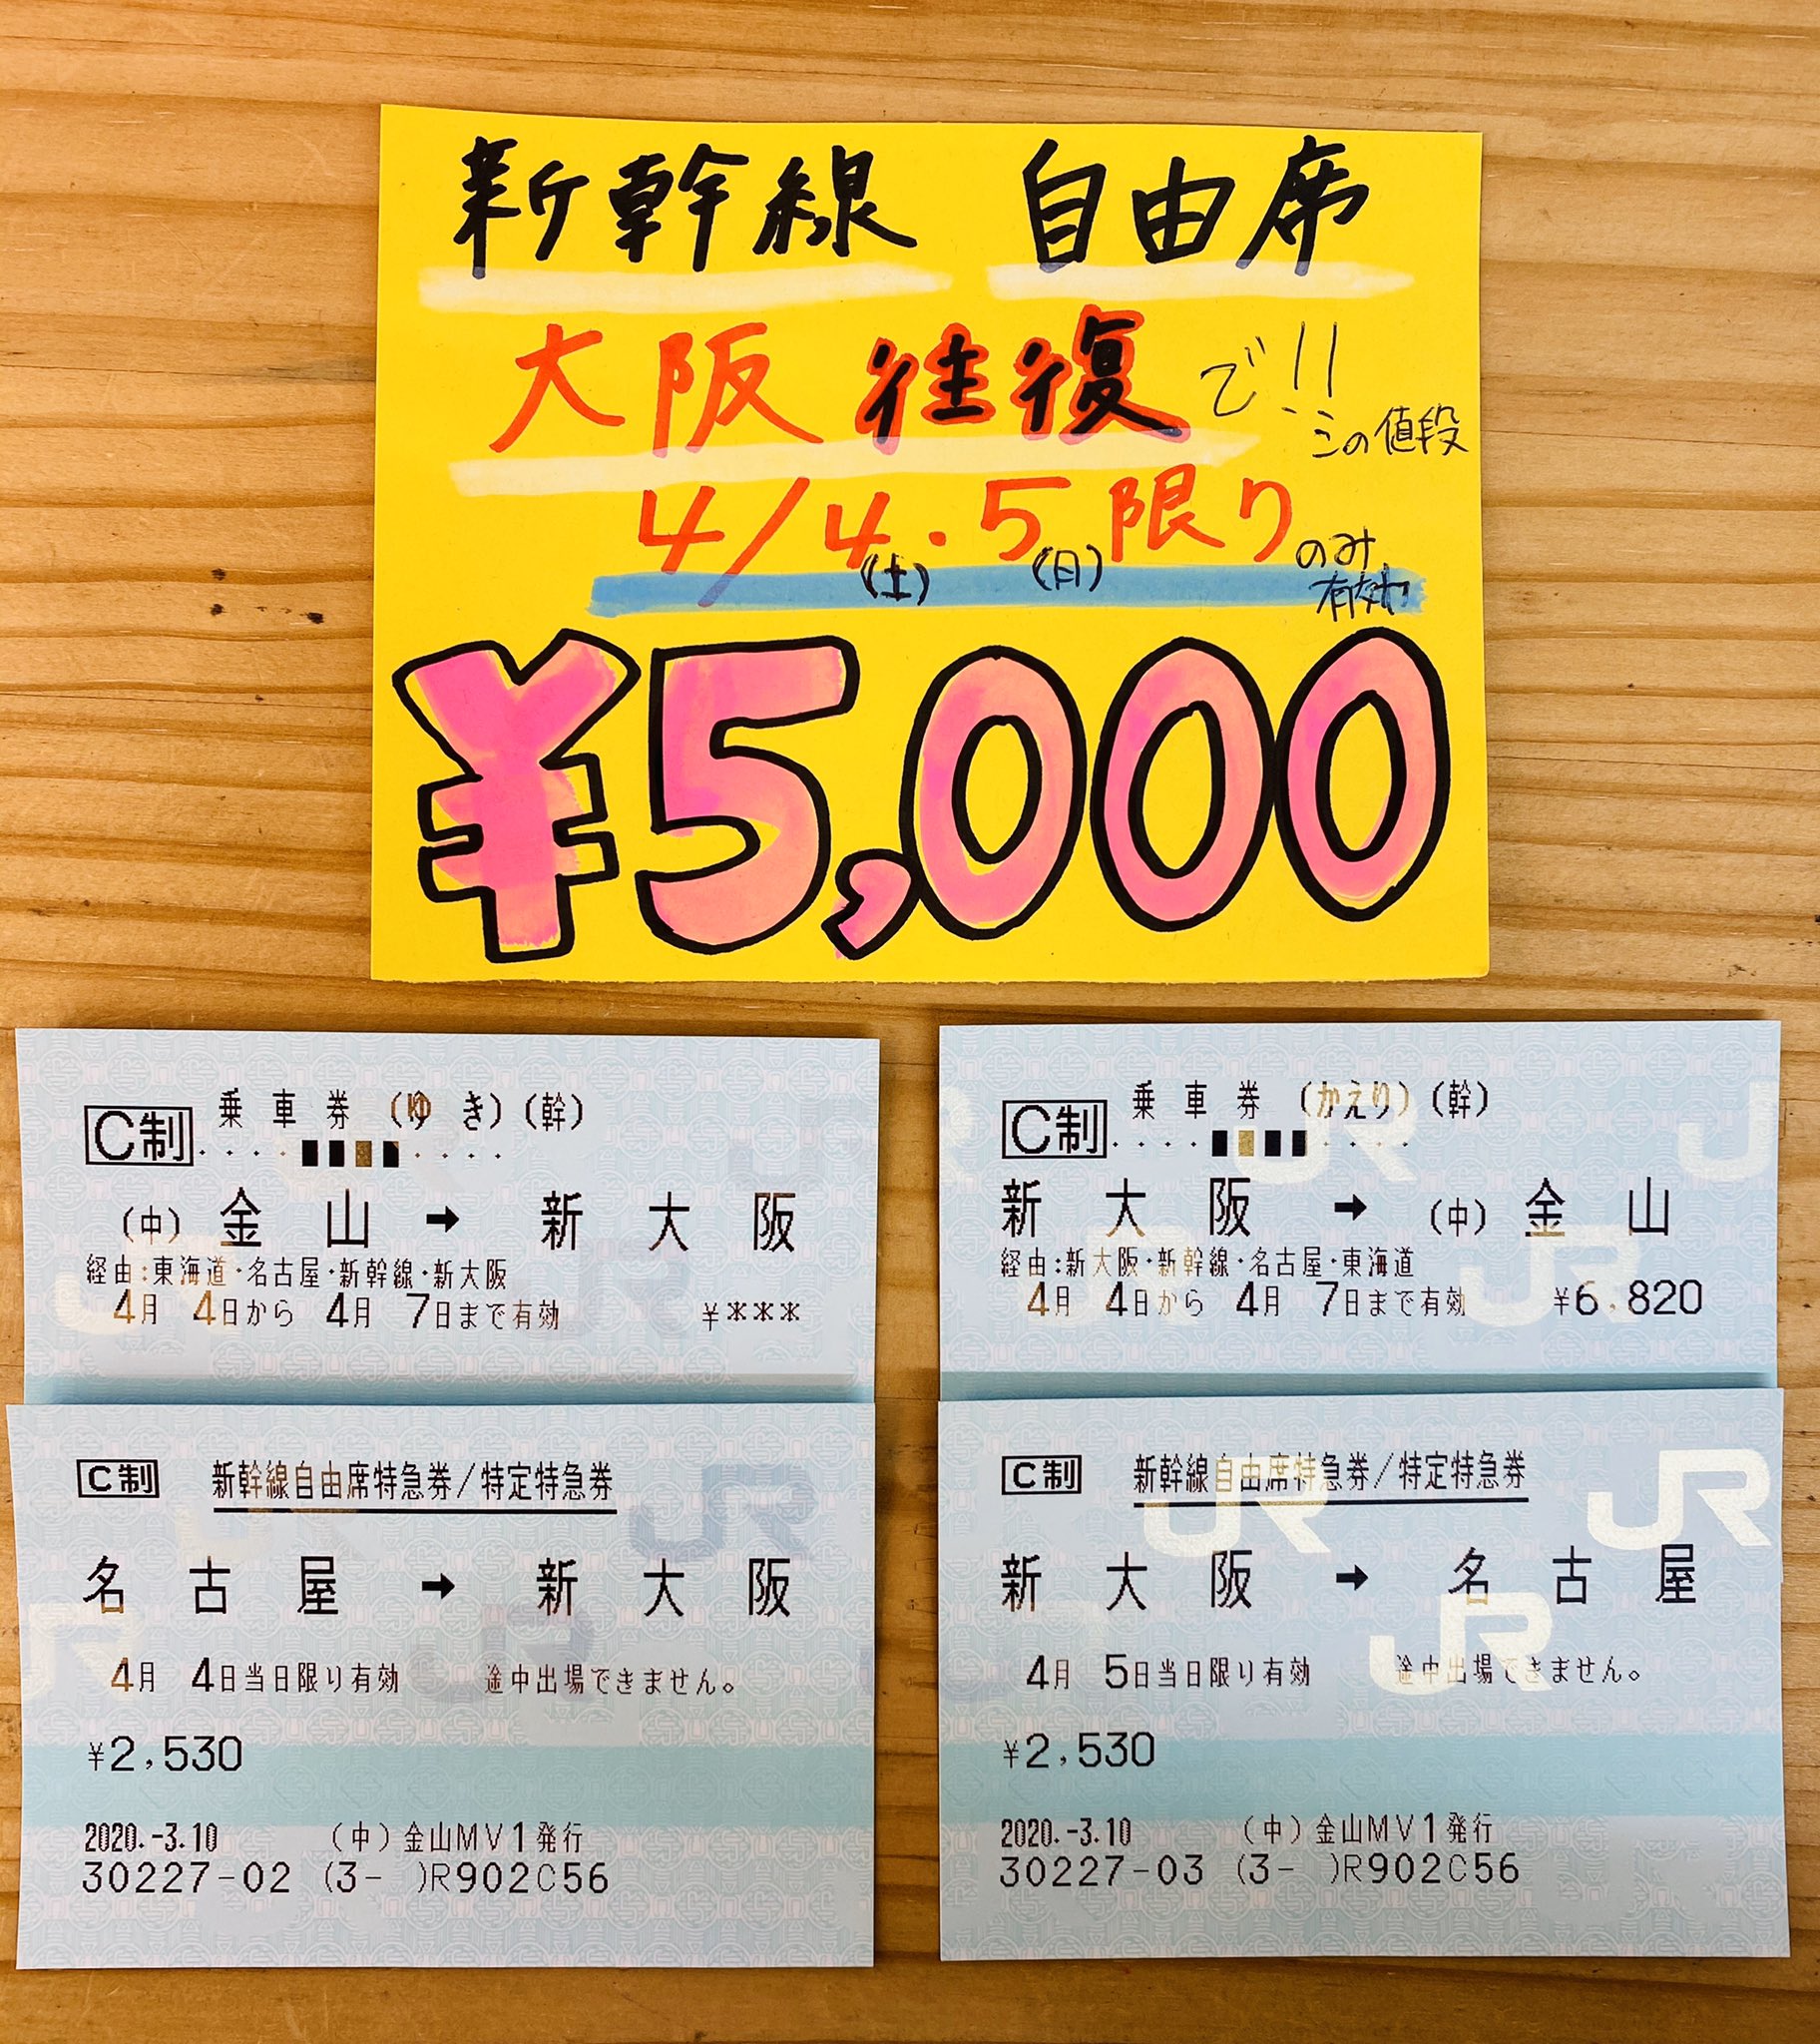 新幹線 自由席
大阪往復で!!
この値段
4/4・5限り
(土) (月) のみ
有効
¥5,000
C制 乗車券(ゆき)(幹)
(中)金山→新大阪
経由:東海道・名古屋・新幹線・新大阪
4月 4日から 4月 7日まで有効 ¥***
C制 新幹線自由席特急券/特定特急券
名古屋→新大阪
4月 4日当日限り有効 途中出場できません。
¥2,530
2020.-3.10 (中)金山MV1発行
30227-02 (3- )R902C56
C制 乗車券(かえり)(幹)
新大阪→(中)金山
経由:新大阪・新幹線・名古屋・東海道
4月 4日から 4月 7日まで有効 ¥6,820
C制 新幹線自由席特急券/特定特急券
新大阪→名古屋
4月 5日当日限り有効 途中出場できません。
¥2,530
2020.-3.10 (中)金山MV1発行
30227-03 (3- )R902C56